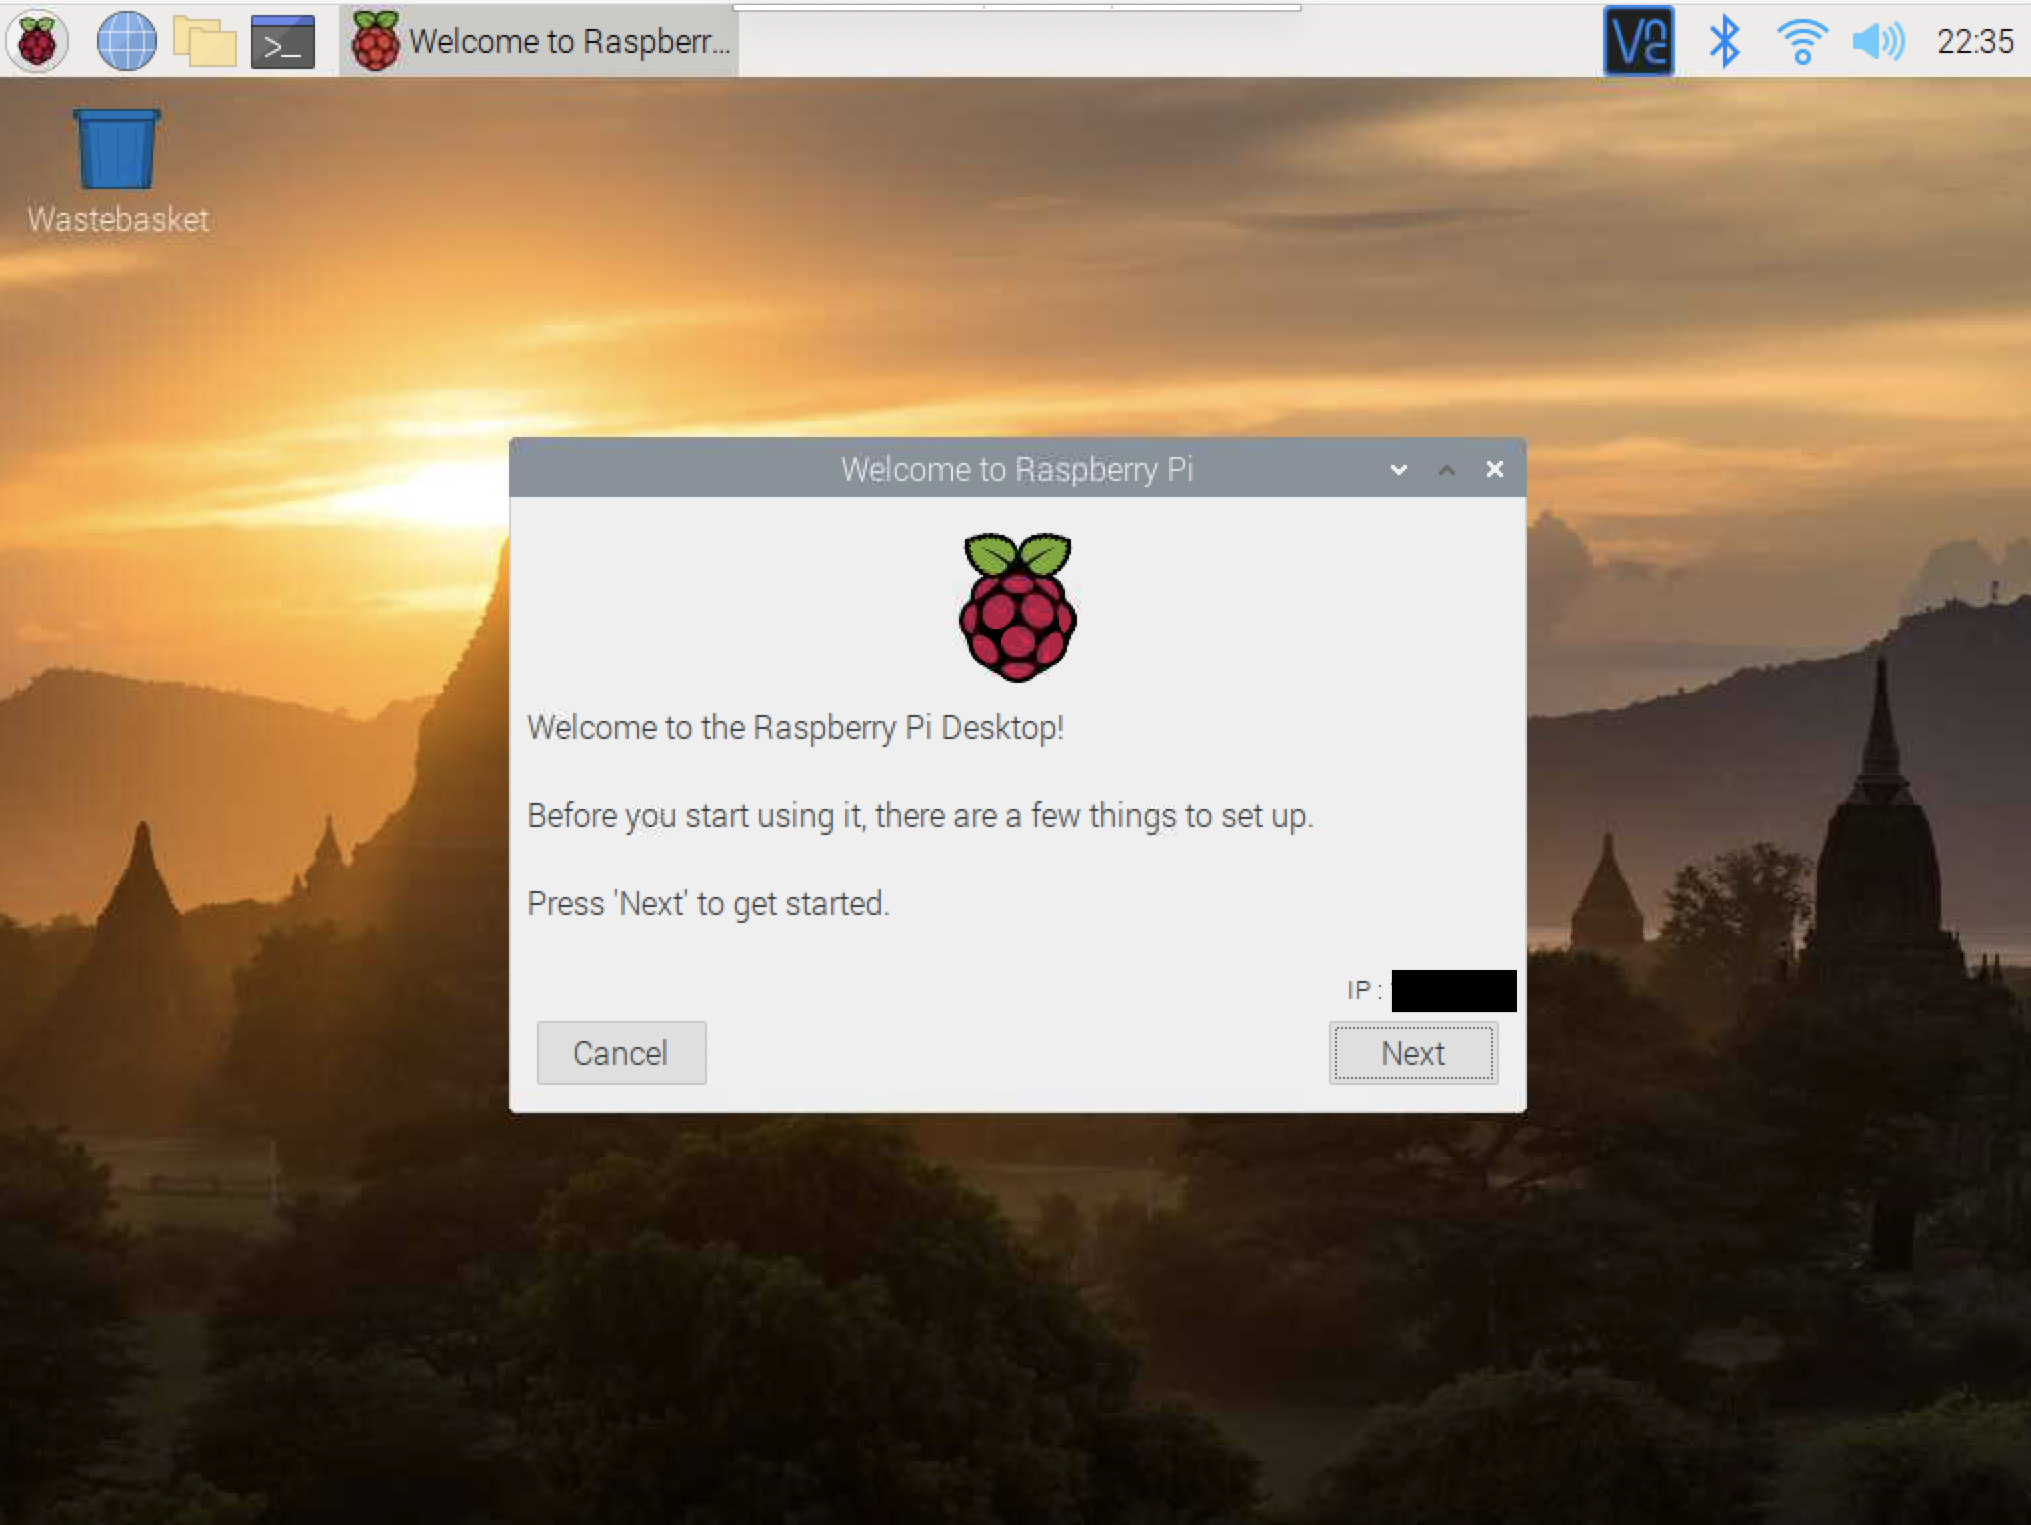 Welcome to Raspberr...
22:35
Wastebasket
Welcome to Raspberry Pi
Welcome to the Raspberry Pi Desktop!
Before you start using it, there are a few things to set up.
Press 'Next' to get started.
IP :
Cancel
Next